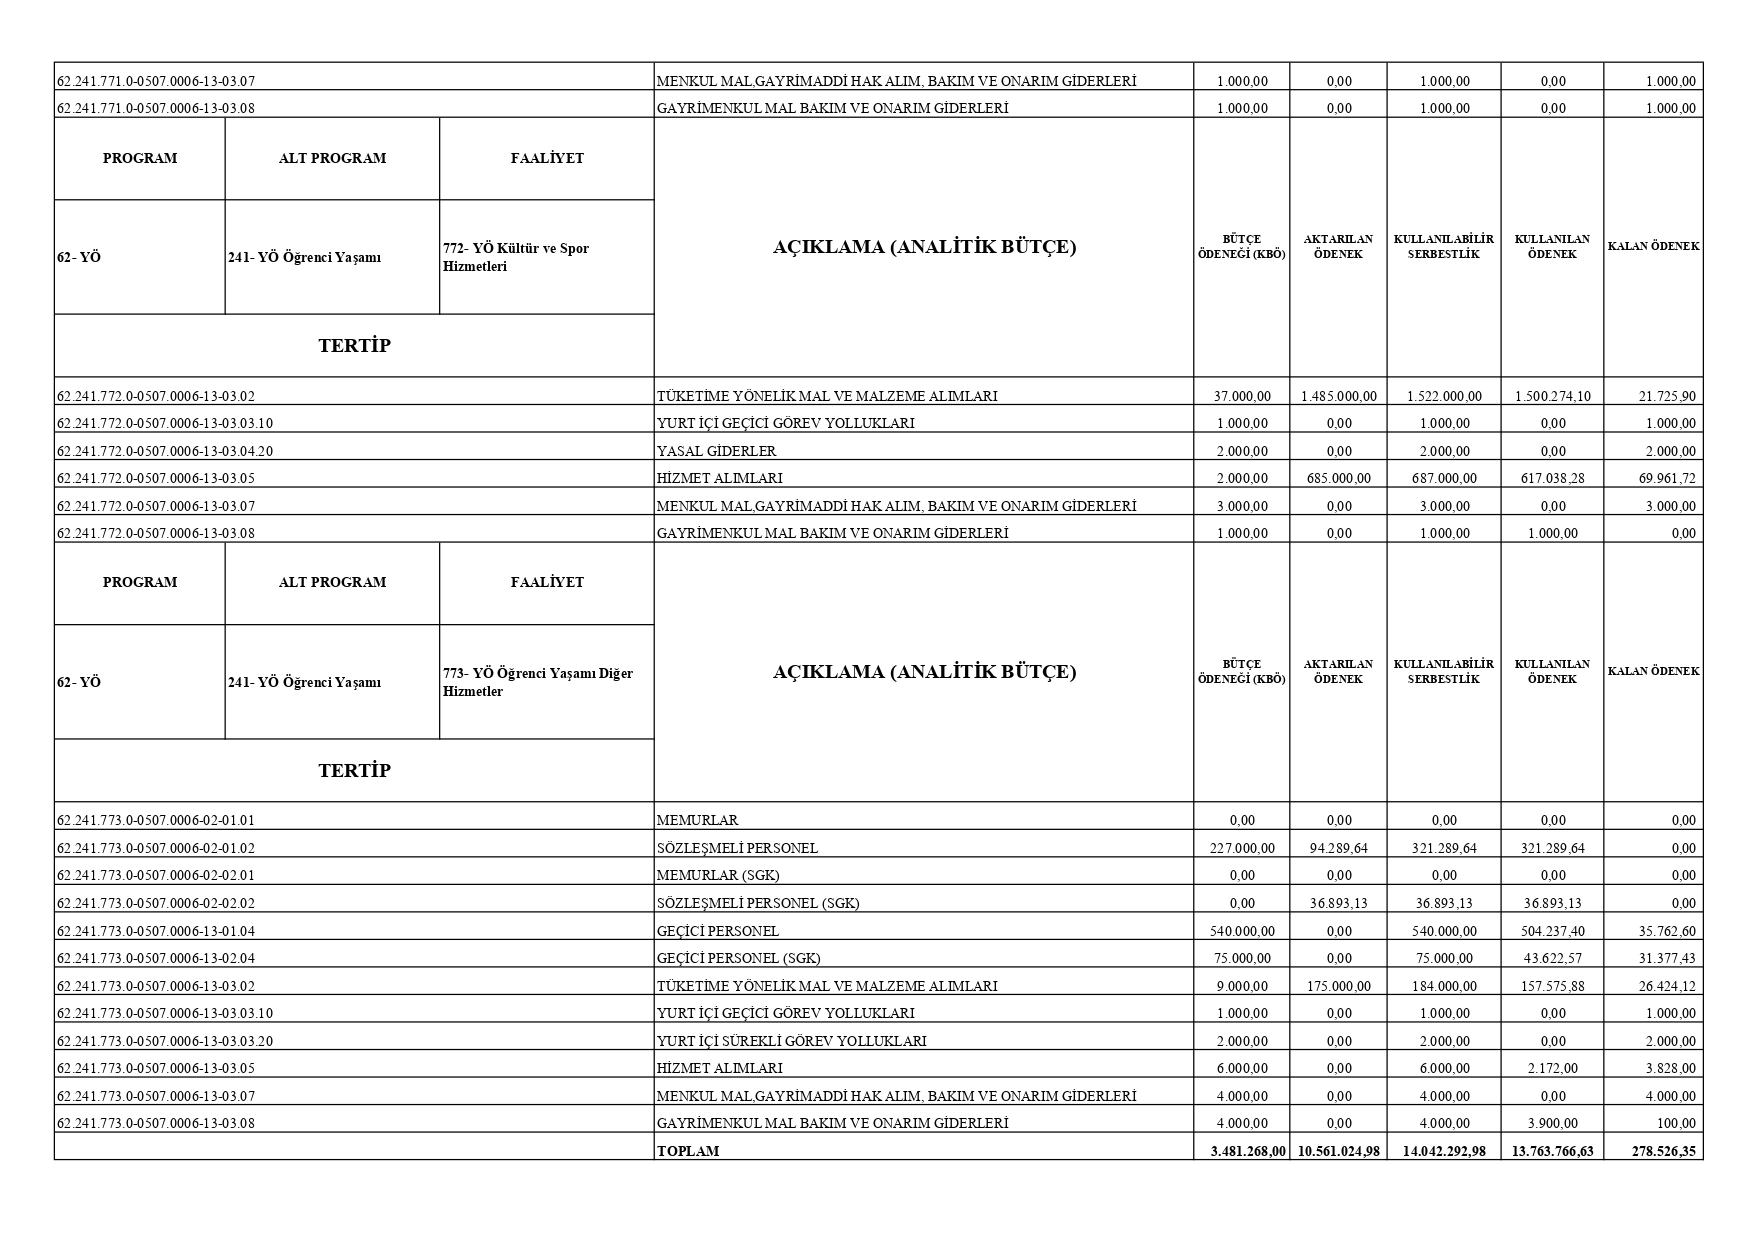 62.241.771.0-0507.0006-13-03.07 MENKUL MAL,GAYRİMADDİ HAK ALIM, BAKIM VE ONARIM GİDERLERİ 1.000,00 0,00 1.000,00 0,00 1.000,00
62.241.771.0-0507.0006-13-03.08 GAYRİMENKUL MAL BAKIM VE ONARIM GİDERLERİ 1.000,00 0,00 1.000,00 0,00 1.000,00
PROGRAM ALT PROGRAM FAALİYET
62- YÖ 241- YÖ Öğrenci Yaşamı 772- YÖ Kültür ve Spor
Hizmetleri
TERTİP
AÇIKLAMA (ANALİTİK BÜTÇE)
BÜTÇE
ÖDENEĞİ (KBÖ)
AKTARILAN
ÖDENEK
KULLANILABİLİR
SERBESTLİK
KULLANILAN
ÖDENEK
KALAN ÖDENEK
62.241.772.0-0507.0006-13-03.02 TÜKETİME YÖNELİK MAL VE MALZEME ALIMLARI 37.000,00 1.485.000,00 1.522.000,00 1.500.274,10 21.725,90
62.241.772.0-0507.0006-13-03.03.10 YURT İÇİ GEÇİCİ GÖREV YOLLUKLARI 1.000,00 0,00 1.000,00 0,00 1.000,00
62.241.772.0-0507.0006-13-03.04.20 YASAL GİDERLER 2.000,00 0,00 2.000,00 0,00 2.000,00
62.241.772.0-0507.0006-13-03.05 HİZMET ALIMLARI 2.000,00 685.000,00 687.000,00 617.038,28 69.961,72
62.241.772.0-0507.0006-13-03.07 MENKUL MAL,GAYRİMADDİ HAK ALIM, BAKIM VE ONARIM GİDERLERİ 3.000,00 0,00 3.000,00 0,00 3.000,00
62.241.772.0-0507.0006-13-03.08 GAYRİMENKUL MAL BAKIM VE ONARIM GİDERLERİ 1.000,00 0,00 1.000,00 1.000,00 0,00
PROGRAM ALT PROGRAM FAALİYET
62- YÖ 241- YÖ Öğrenci Yaşamı 773- YÖ Öğrenci Yaşamı Diğer
Hizmetler
TERTİP
AÇIKLAMA (ANALİTİK BÜTÇE)
BÜTÇE
ÖDENEĞİ (KBÖ)
AKTARILAN
ÖDENEK
KULLANILABİLİR
SERBESTLİK
KULLANILAN
ÖDENEK
KALAN ÖDENEK
62.241.773.0-0507.0006-02-01.01 MEMURLAR 0,00 0,00 0,00 0,00 0,00
62.241.773.0-0507.0006-02-01.02 SÖZLEŞMELİ PERSONEL 227.000,00 94.289,64 321.289,64 321.289,64 0,00
62.241.773.0-0507.0006-02-02.01 MEMURLAR (SGK) 0,00 0,00 0,00 0,00 0,00
62.241.773.0-0507.0006-02-02.02 SÖZLEŞMELİ PERSONEL (SGK) 0,00 36.893,13 36.893,13 36.893,13 0,00
62.241.773.0-0507.0006-13-01.04 GEÇİCİ PERSONEL 540.000,00 0,00 540.000,00 504.237,40 35.762,60
62.241.773.0-0507.0006-13-02.04 GEÇİCİ PERSONEL (SGK) 75.000,00 0,00 75.000,00 43.622,57 31.377,43
62.241.773.0-0507.0006-13-03.02 TÜKETİME YÖNELİK MAL VE MALZEME ALIMLARI 9.000,00 175.000,00 184.000,00 157.575,88 26.424,12
62.241.773.0-0507.0006-13-03.03.10 YURT İÇİ GEÇİCİ GÖREV YOLLUKLARI 1.000,00 0,00 1.000,00 0,00 1.000,00
62.241.773.0-0507.0006-13-03.03.20 YURT İÇİ SÜREKLİ GÖREV YOLLUKLARI 2.000,00 0,00 2.000,00 0,00 2.000,00
62.241.773.0-0507.0006-13-03.05 HİZMET ALIMLARI 6.000,00 0,00 6.000,00 2.172,00 3.828,00
62.241.773.0-0507.0006-13-03.07 MENKUL MAL,GAYRİMADDİ HAK ALIM, BAKIM VE ONARIM GİDERLERİ 4.000,00 0,00 4.000,00 0,00 4.000,00
62.241.773.0-0507.0006-13-03.08 GAYRİMENKUL MAL BAKIM VE ONARIM GİDERLERİ 4.000,00 0,00 4.000,00 3.900,00 100,00
TOPLAM 3.481.268,00 10.561.024,98 14.042.292,98 13.763.766,63 278.526,35